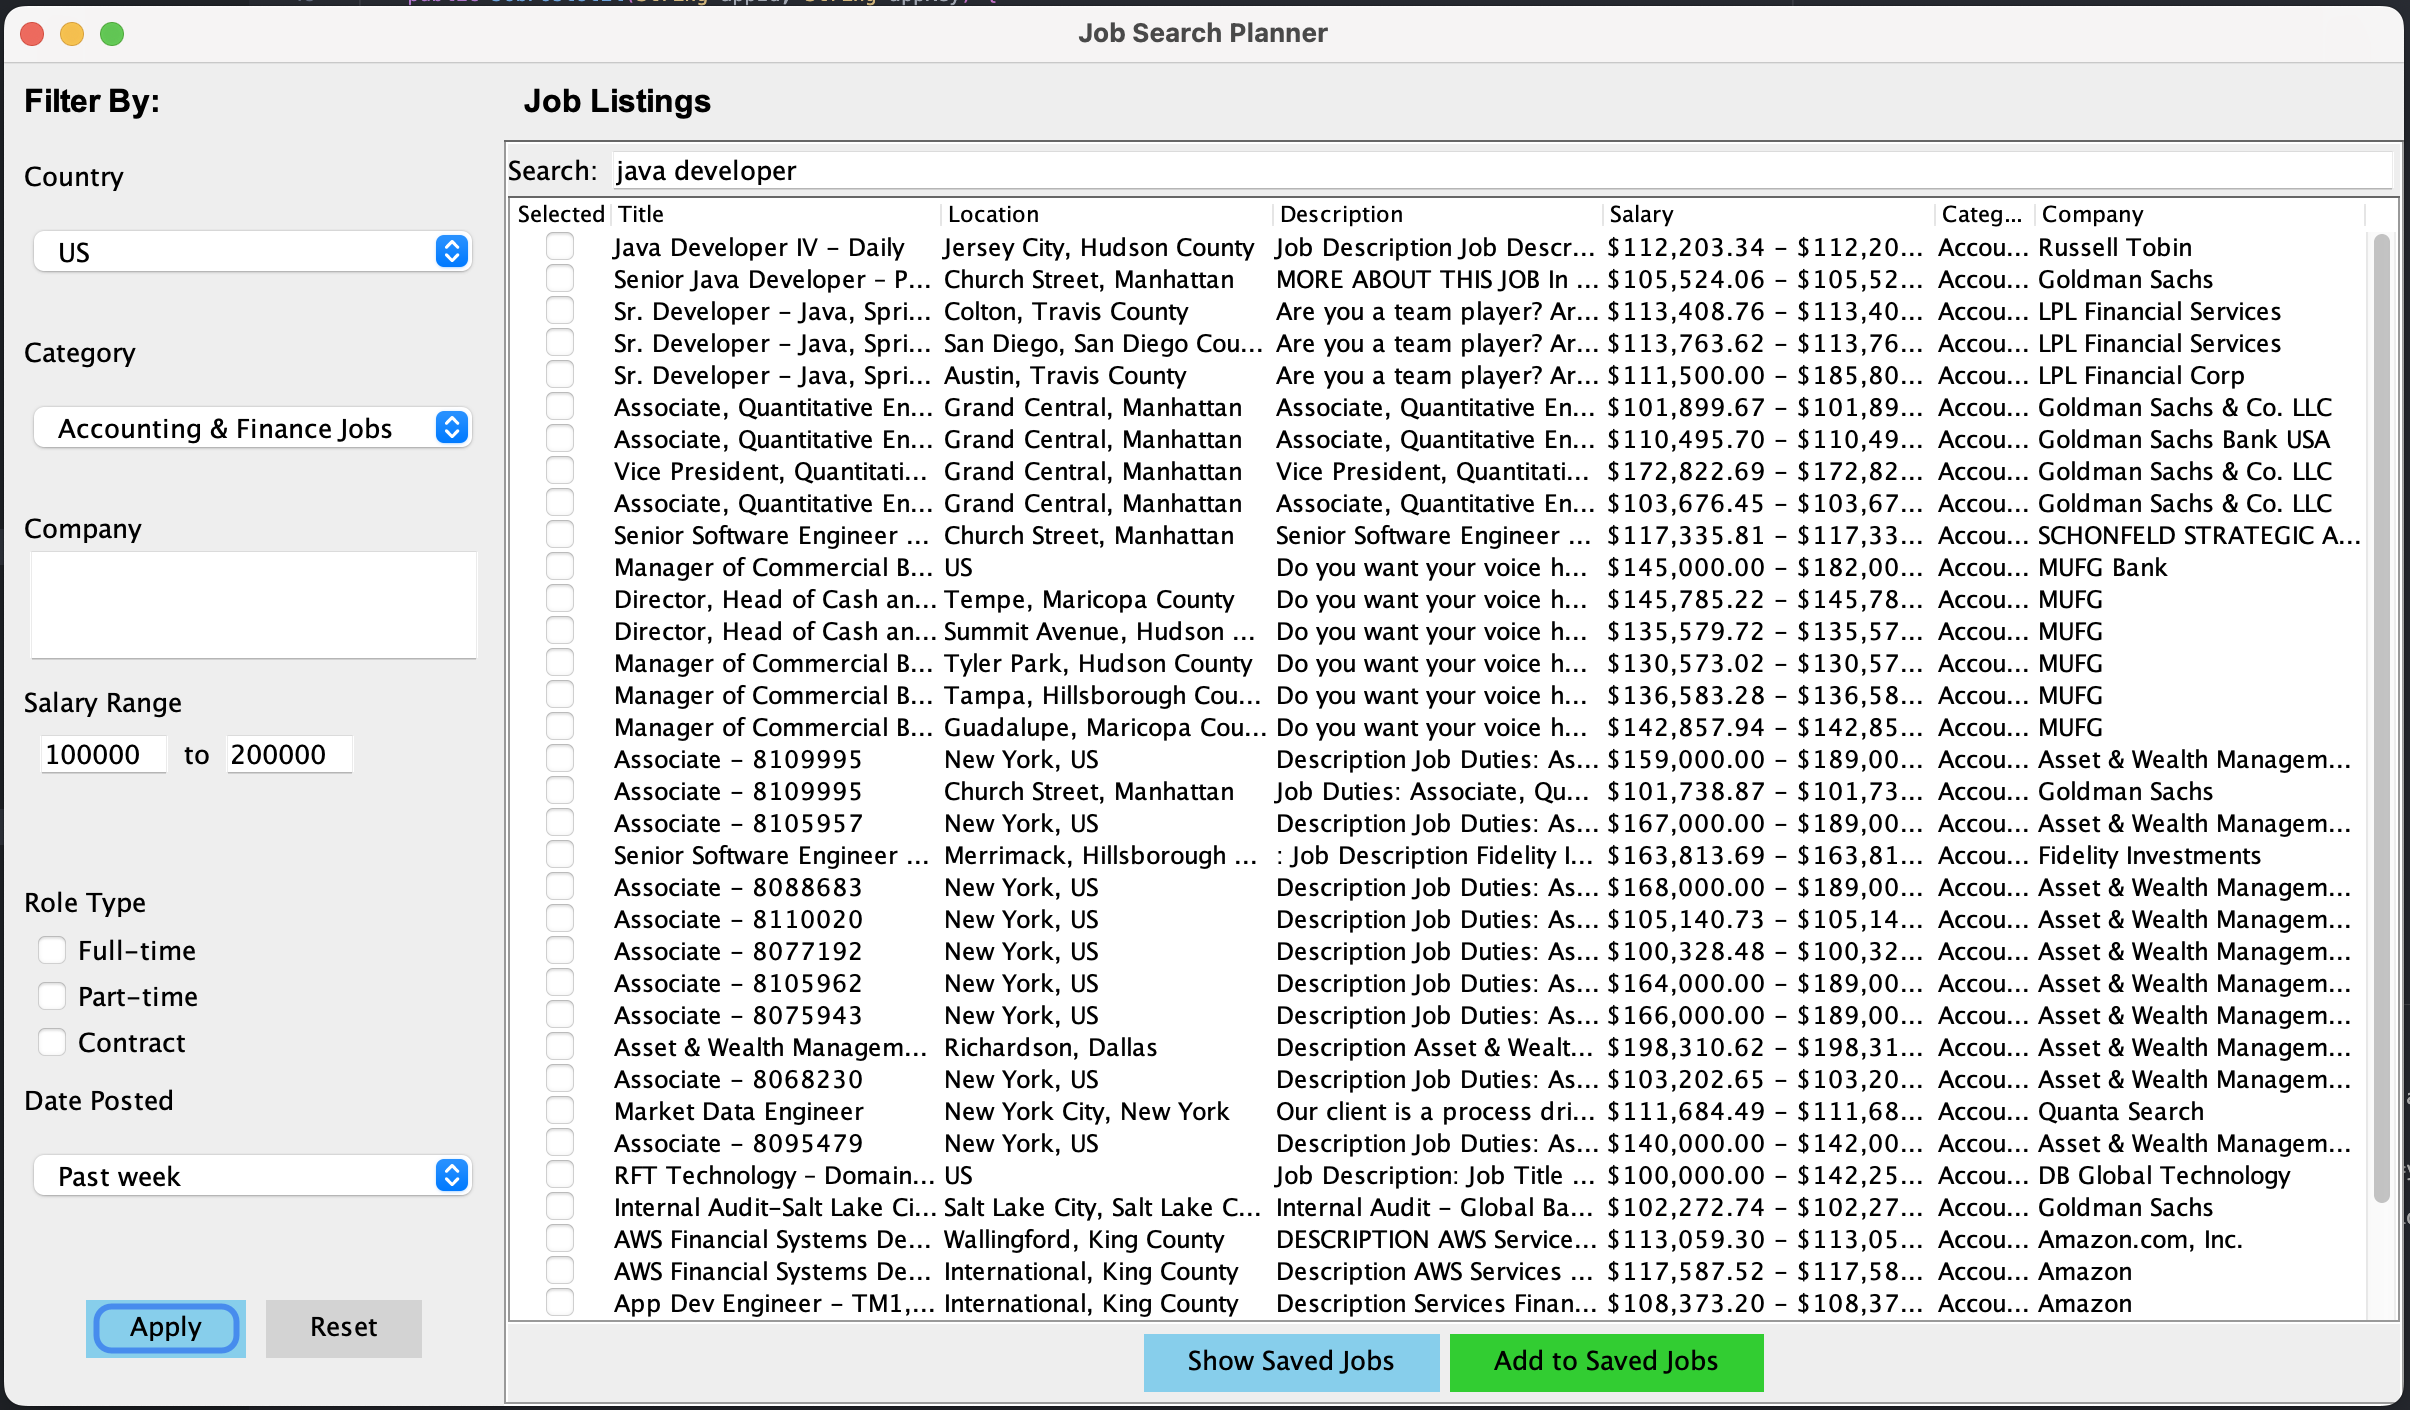 Job Search Planner
Filter By:
Country
US
Category
Accounting & Finance Jobs
Company
Salary Range
100000 to 200000
Role Type
Full-time
Part-time
Contract
Date Posted
Past week
Apply Reset
Job Listings
Search: java developer
Selected Title Location Description Salary Categ... Company
Java Developer IV - Daily Jersey City, Hudson County Job Description Job Descr... $112,203.34 - $112,20... Accou... Russell Tobin
Senior Java Developer - P... Church Street, Manhattan MORE ABOUT THIS JOB In ... $105,524.06 - $105,52... Accou... Goldman Sachs
Sr. Developer - Java, Spri... Colton, Travis County Are you a team player? Ar... $113,408.76 - $113,40... Accou... LPL Financial Services
Sr. Developer - Java, Spri... San Diego, San Diego Cou... Are you a team player? Ar... $113,763.62 - $113,76... Accou... LPL Financial Services
Sr. Developer - Java, Spri... Austin, Travis County Are you a team player? Ar... $111,500.00 - $185,80... Accou... LPL Financial Corp
Associate, Quantitative En... Grand Central, Manhattan Associate, Quantitative En... $101,899.67 - $101,89... Accou... Goldman Sachs & Co. LLC
Associate, Quantitative En... Grand Central, Manhattan Associate, Quantitative En... $110,495.70 - $110,49... Accou... Goldman Sachs Bank USA
Vice President, Quantitati... Grand Central, Manhattan Vice President, Quantitati... $172,822.69 - $172,82... Accou... Goldman Sachs & Co. LLC
Associate, Quantitative En... Grand Central, Manhattan Associate, Quantitative En... $103,676.45 - $103,67... Accou... Goldman Sachs & Co. LLC
Senior Software Engineer ... Church Street, Manhattan Senior Software Engineer ... $117,335.81 - $117,33... Accou... SCHONFELD STRATEGIC A...
Manager of Commercial B... US Do you want your voice h... $145,000.00 - $182,00... Accou... MUFG Bank
Director, Head of Cash an... Tempe, Maricopa County Do you want your voice h... $145,785.22 - $145,78... Accou... MUFG
Director, Head of Cash an... Summit Avenue, Hudson ... Do you want your voice h... $135,579.72 - $135,57... Accou... MUFG
Manager of Commercial B... Tyler Park, Hudson County Do you want your voice h... $130,573.02 - $130,57... Accou... MUFG
Manager of Commercial B... Tampa, Hillsborough Cou... Do you want your voice h... $136,583.28 - $136,58... Accou... MUFG
Manager of Commercial B... Guadalupe, Maricopa Cou... Do you want your voice h... $142,857.94 - $142,85... Accou... MUFG
Associate - 8109995 New York, US Description Job Duties: As... $159,000.00 - $189,00... Accou... Asset & Wealth Managem...
Associate - 8109995 Church Street, Manhattan Job Duties: Associate, Qu... $101,738.87 - $101,73... Accou... Goldman Sachs
Associate - 8105957 New York, US Description Job Duties: As... $167,000.00 - $189,00... Accou... Asset & Wealth Managem...
Senior Software Engineer ... Merrimack, Hillsborough ... : Job Description Fidelity I... $163,813.69 - $163,81... Accou... Fidelity Investments
Associate - 8088683 New York, US Description Job Duties: As... $168,000.00 - $189,00... Accou... Asset & Wealth Managem...
Associate - 8110020 New York, US Description Job Duties: As... $105,140.73 - $105,14... Accou... Asset & Wealth Managem...
Associate - 8077192 New York, US Description Job Duties: As... $100,328.48 - $100,32... Accou... Asset & Wealth Managem...
Associate - 8105962 New York, US Description Job Duties: As... $164,000.00 - $189,00... Accou... Asset & Wealth Managem...
Associate - 8075943 New York, US Description Job Duties: As... $166,000.00 - $189,00... Accou... Asset & Wealth Managem...
Asset & Wealth Managem... Richardson, Dallas Description Asset & Wealt... $198,310.62 - $198,31... Accou... Asset & Wealth Managem...
Associate - 8068230 New York, US Description Job Duties: As... $103,202.65 - $103,20... Accou... Asset & Wealth Managem...
Market Data Engineer New York City, New York Our client is a process dri... $111,684.49 - $111,68... Accou... Quanta Search
Associate - 8095479 New York, US Description Job Duties: As... $140,000.00 - $142,00... Accou... Asset & Wealth Managem...
RFT Technology - Domain... US Job Description: Job Title ... $100,000.00 - $142,25... Accou... DB Global Technology
Internal Audit-Salt Lake Ci... Salt Lake City, Salt Lake C... Internal Audit - Global Ba... $102,272.74 - $102,27... Accou... Goldman Sachs
AWS Financial Systems De... Wallingford, King County DESCRIPTION AWS Service... $113,059.30 - $113,05... Accou... Amazon.com, Inc.
AWS Financial Systems De... International, King County Description AWS Services ... $117,587.52 - $117,58... Accou... Amazon
App Dev Engineer - TM1,... International, King County Description Services Finan... $108,373.20 - $108,37... Accou... Amazon
Show Saved Jobs Add to Saved Jobs